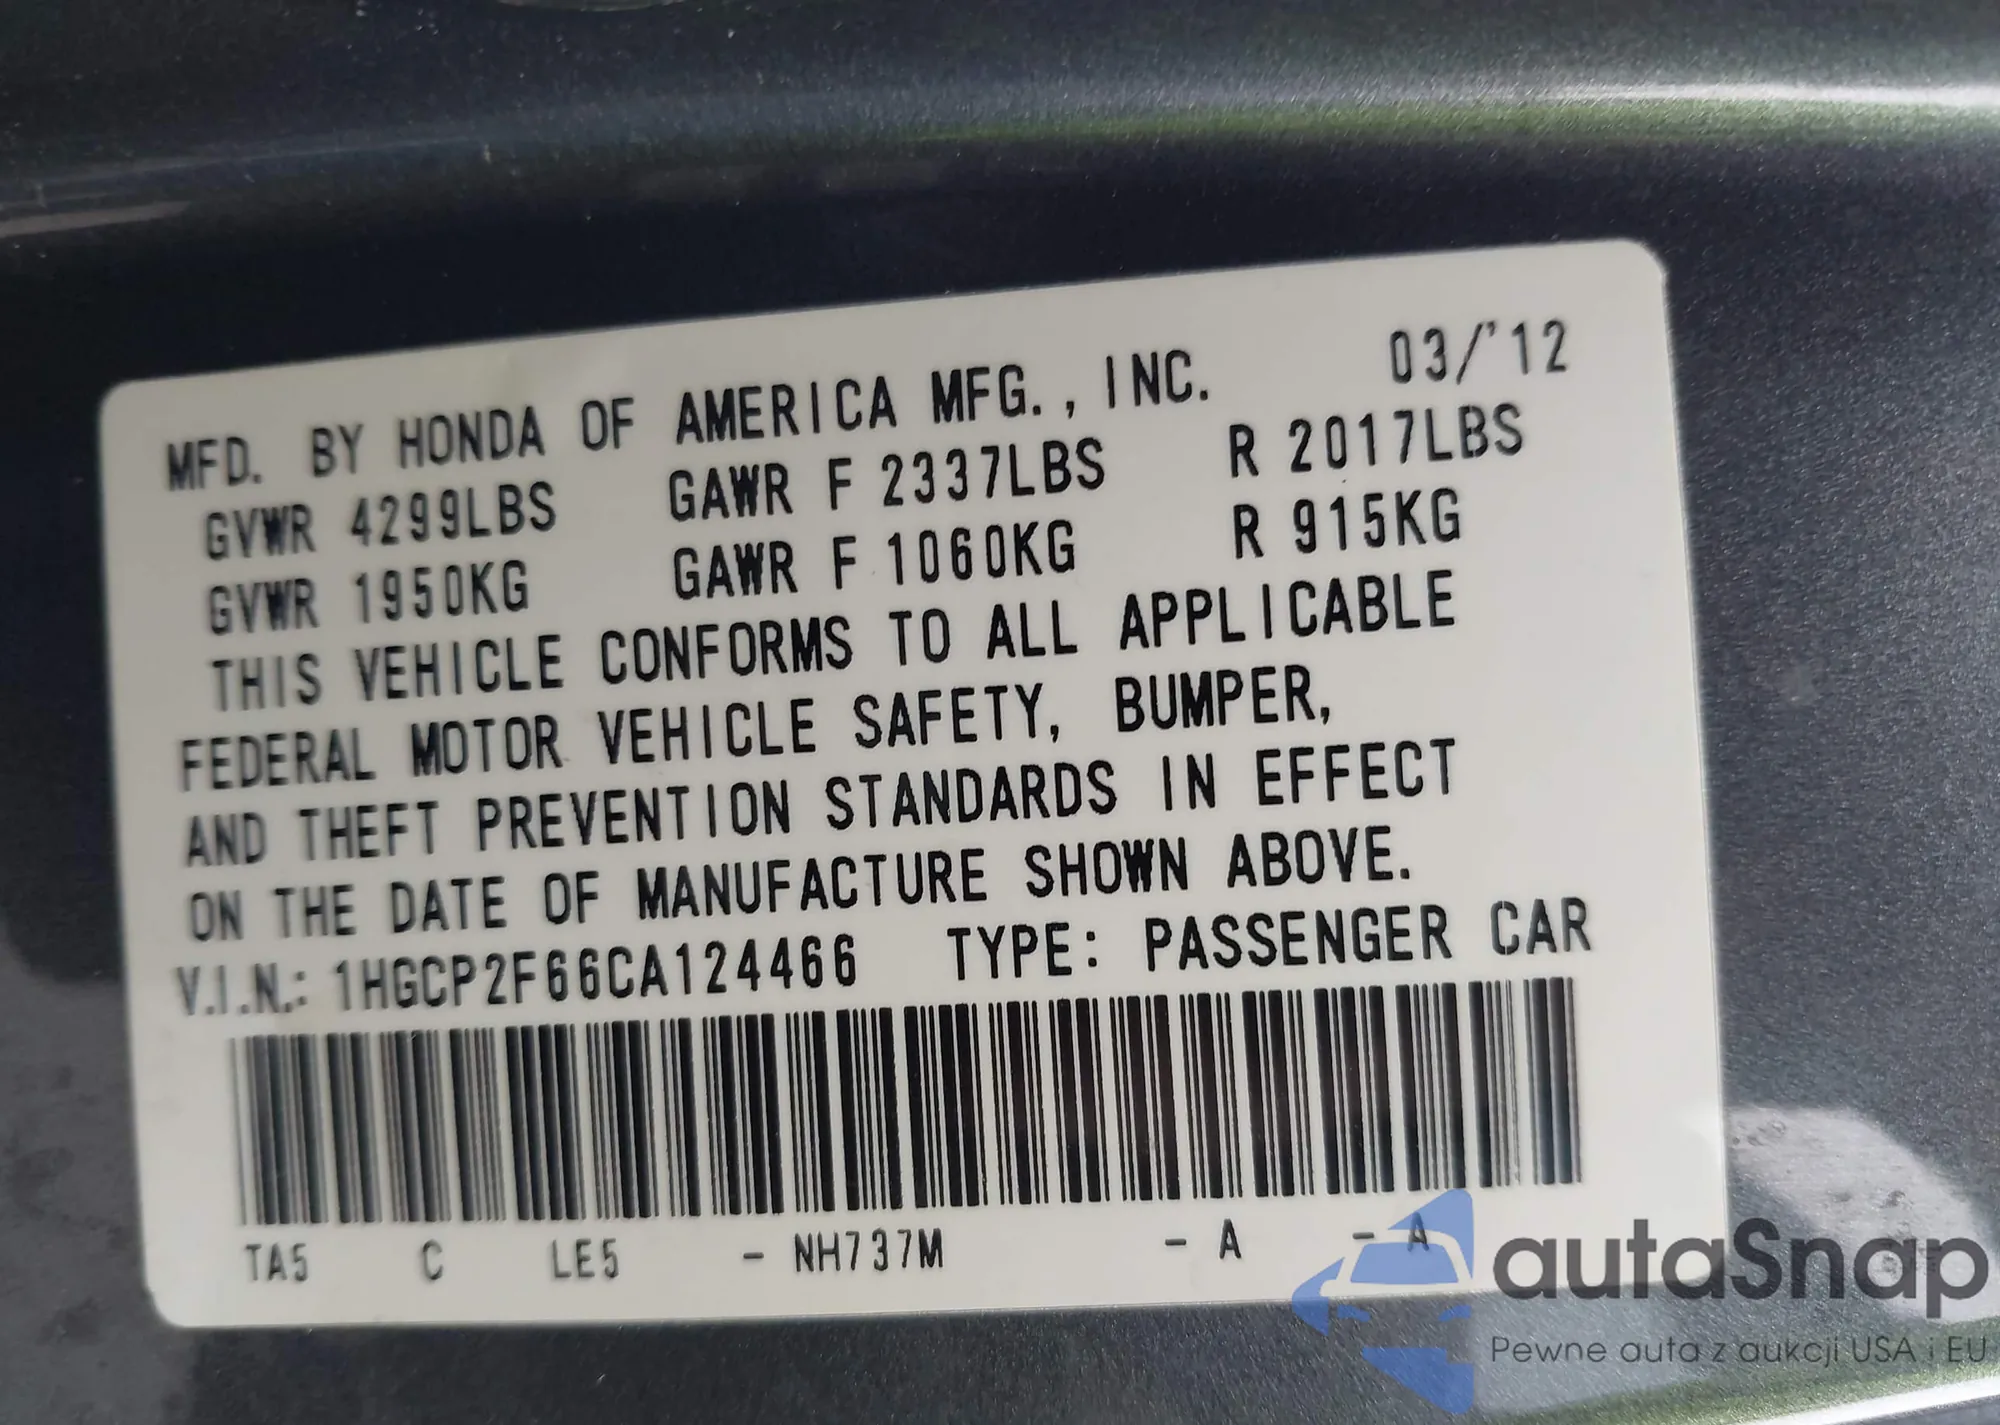 MFD. BY HONDA OF AMERICA MFG., INC. 03/'12
GVWR 4299LBS GAWR F 2337LBS R 2017LBS
GVWR 1950KG GAWR F 1060KG R 915KG
THIS VEHICLE CONFORMS TO ALL APPLICABLE
FEDERAL MOTOR VEHICLE SAFETY, BUMPER,
AND THEFT PREVENTION STANDARDS IN EFFECT
ON THE DATE OF MANUFACTURE SHOWN ABOVE.
V.I.N.: 1HGCP2F66CA124466 TYPE: PASSENGER CAR
TA5 C LE5 - NH737M - A - A
autaSnap
Pewne auta z aukcji USA i EU